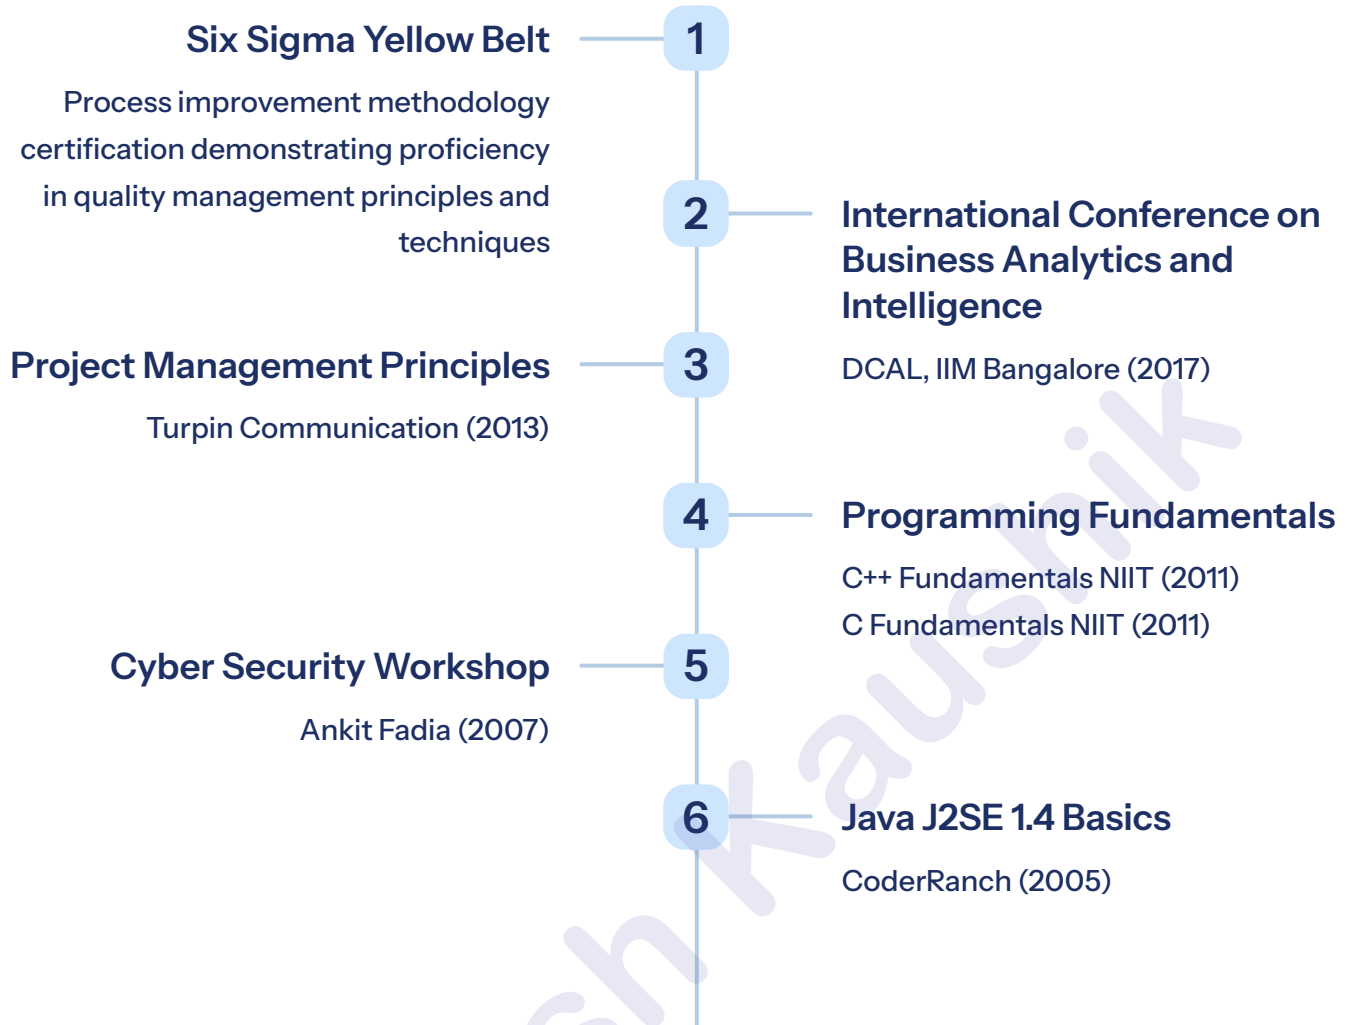 Six Sigma Yellow Belt
1
Process improvement methodology
certification demonstrating proficiency
in quality management principles and
techniques
2
International Conference on
Business Analytics and
Intelligence
DCAL, IIM Bangalore (2017)
Project Management Principles
3
Turpin Communication (2013)
4
Programming Fundamentals
C++ Fundamentals NIIT (2011)
C Fundamentals NIIT (2011)
Cyber Security Workshop
5
Ankit Fadia (2007)
6
Java J2SE 1.4 Basics
CoderRanch (2005)
sh Kaushik